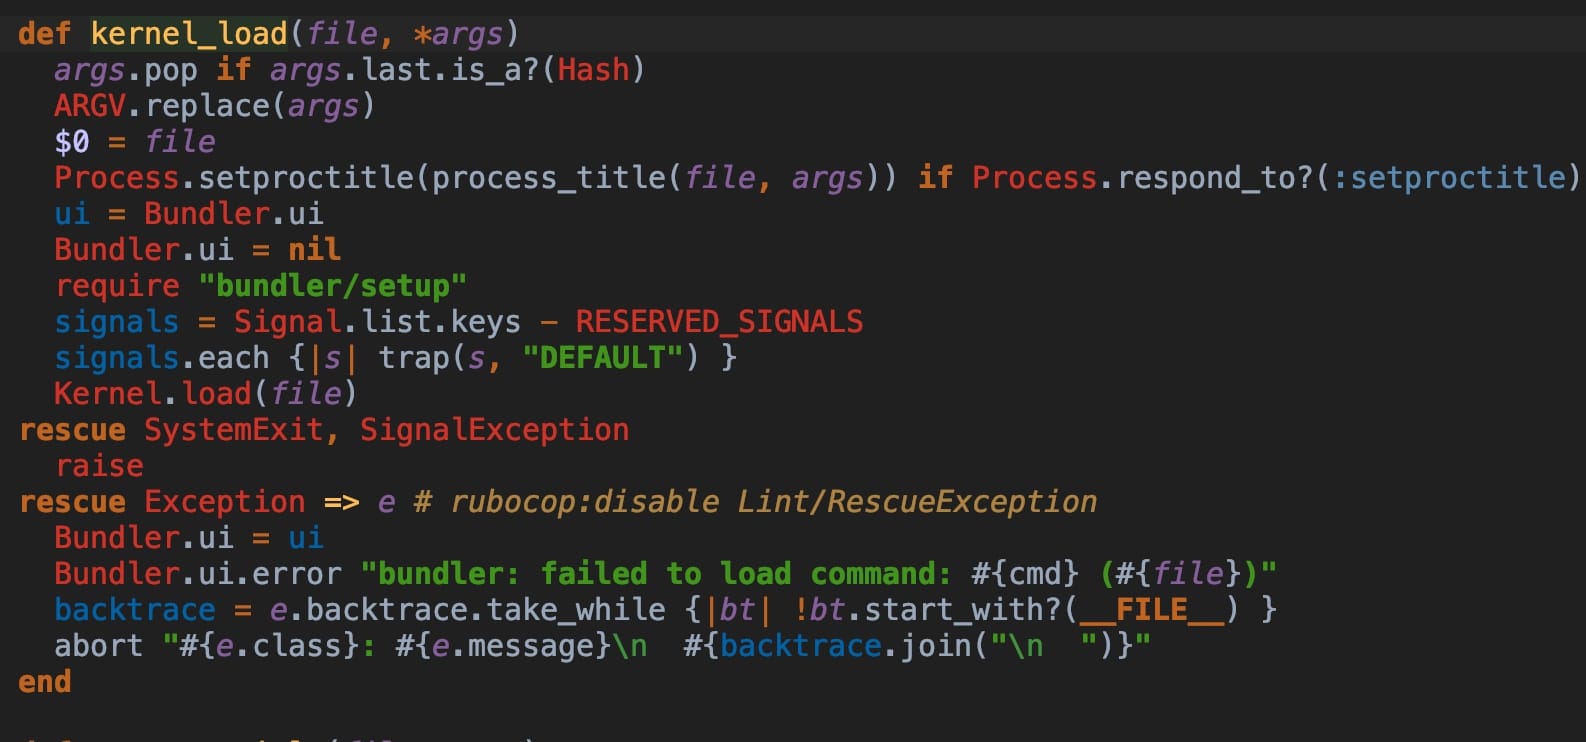 def kernel_load(file, *args)
  args.pop if args.last.is_a?(Hash)
  ARGV.replace(args)
  $0 = file
  Process.setproctitle(process_title(file, args)) if Process.respond_to?(:setproctitle)
  ui = Bundler.ui
  Bundler.ui = nil
  require "bundler/setup"
  signals = Signal.list.keys - RESERVED_SIGNALS
  signals.each {|s| trap(s, "DEFAULT") }
  Kernel.load(file)
rescue SystemExit, SignalException
  raise
rescue Exception => e # rubocop:disable Lint/RescueException
  Bundler.ui = ui
  Bundler.ui.error "bundler: failed to load command: #{cmd} (#{file})"
  backtrace = e.backtrace.take_while {|bt| !bt.start_with?(__FILE__) }
  abort "#{e.class}: #{e.message}\n  #{backtrace.join("\n  ")}"
end